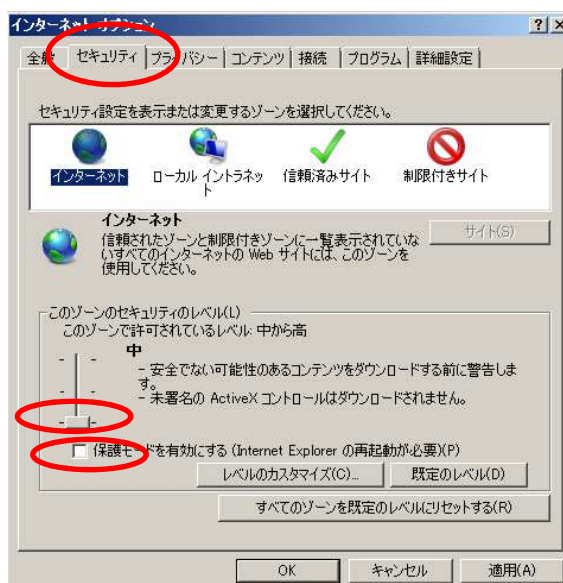 インターネット オプション
全般 セキュリティ プライバシー コンテンツ 接続 プログラム 詳細設定
セキュリティ設定を表示または変更するゾーンを選択してください。
インターネット ローカル イントラネッ 信頼済みサイト 制限付きサイト
ト
インターネット
サイト(S)
信頼されたゾーンと制限付きゾーンに一覧表示されていな
いすべてのインターネットの Web サイトには、このゾーンを
使用してください。
このゾーンのセキュリティのレベル(L)
このゾーンで許可されているレベル: 中から高
中
- 安全でない可能性のあるコンテンツをダウンロードする前に警告しま
す。
- 未署名の ActiveX コントロールはダウンロードされません。
保護モードを有効にする (Internet Explorer の再起動が必要)(P)
レベルのカスタマイズ(C)... 既定のレベル(D)
すべてのゾーンを既定のレベルにリセットする(R)
OK キャンセル 適用(A)